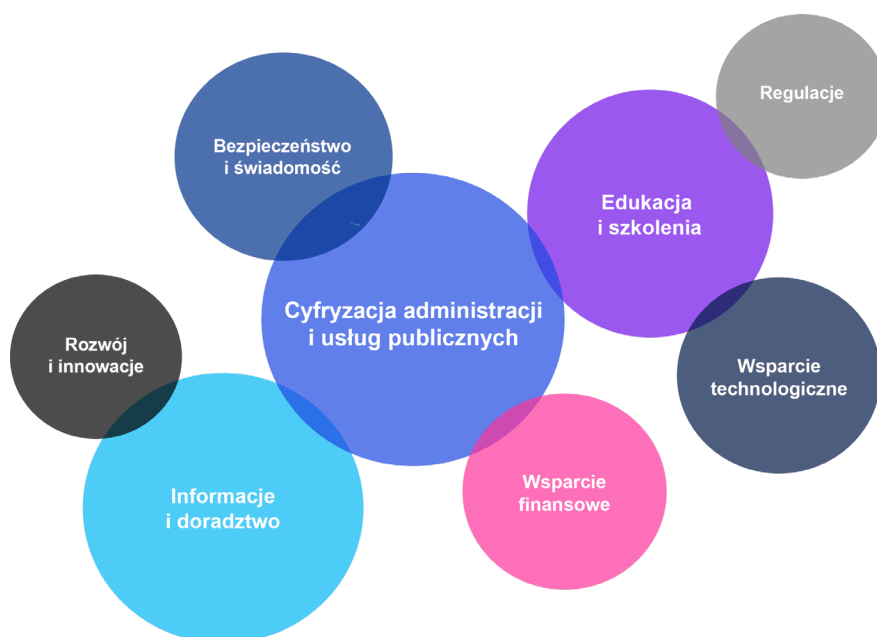 Regulacje
Bezpieczeństwo
i świadomość
Edukacja
i szkolenia
Cyfryzacja administracji
i usług publicznych
Rozwój
i innowacje
Wsparcie
technologiczne
Informacje
i doradztwo
Wsparcie
finansowe